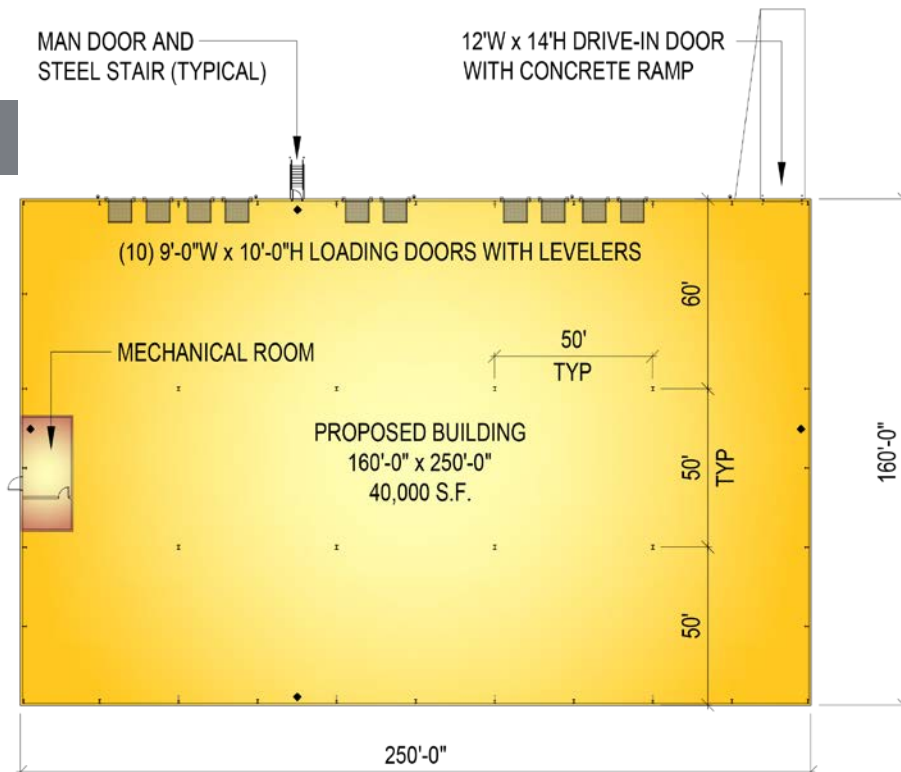 MAN DOOR AND
STEEL STAIR (TYPICAL)
12'W x 14'H DRIVE-IN DOOR
WITH CONCRETE RAMP
(10) 9'-0"W x 10'-0"H LOADING DOORS WITH LEVELERS
60'
MECHANICAL ROOM
50'
TYP
PROPOSED BUILDING
160'-0" x 250'-0"
40,000 S.F.
50'
TYP
160'-0"
50'
250'-0"